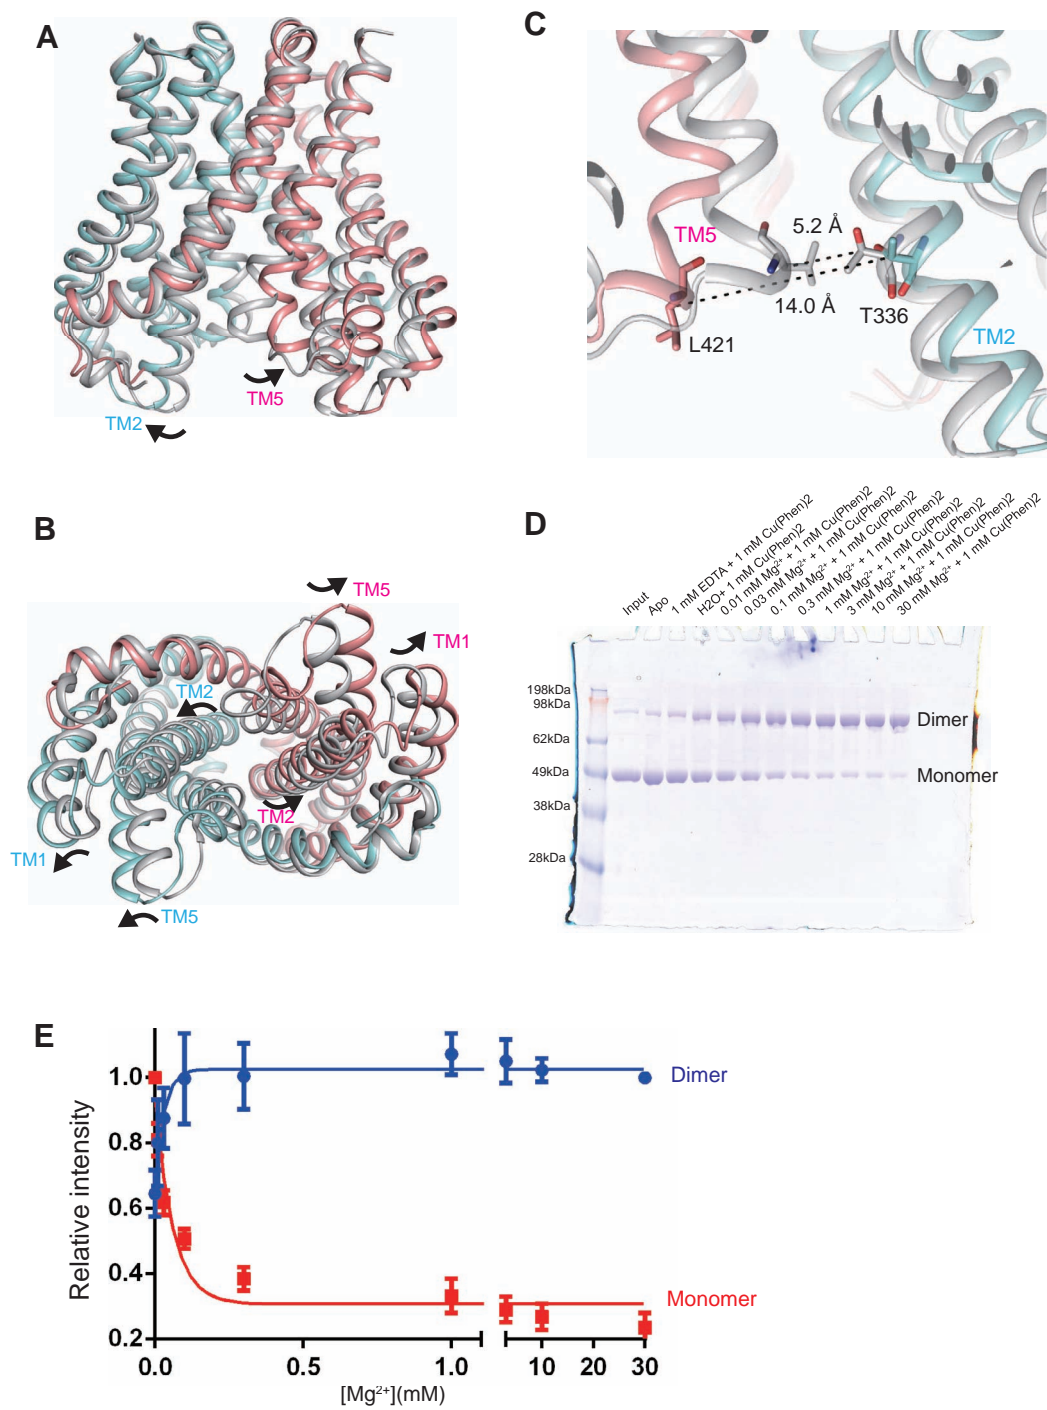 A
TM5
TM2
C
TM5
5.2 Å
14.0 Å
T336
L421
TM2
B
TM5
TM1
TM2
TM2
TM1
TM5
D
Input
Apo
1 mM EDTA + 1 mM Cu(Phen)2
H2O+ 1 mM Cu(Phen)2
0.01 mM Mg²⁺ + 1 mM Cu(Phen)2
0.03 mM Mg²⁺ + 1 mM Cu(Phen)2
0.1 mM Mg²⁺ + 1 mM Cu(Phen)2
0.3 mM Mg²⁺ + 1 mM Cu(Phen)2
1 mM Mg²⁺ + 1 mM Cu(Phen)2
3 mM Mg²⁺ + 1 mM Cu(Phen)2
10 mM Mg²⁺ + 1 mM Cu(Phen)2
30 mM Mg²⁺ + 1 mM Cu(Phen)2
198kDa
98kDa
62kDa
49kDa
38kDa
28kDa
Dimer
Monomer
E
Relative intensity
1.0
0.8
0.6
0.4
0.2
Dimer
Monomer
0.0 0.5 1.0 10 20 30
[Mg²⁺](mM)